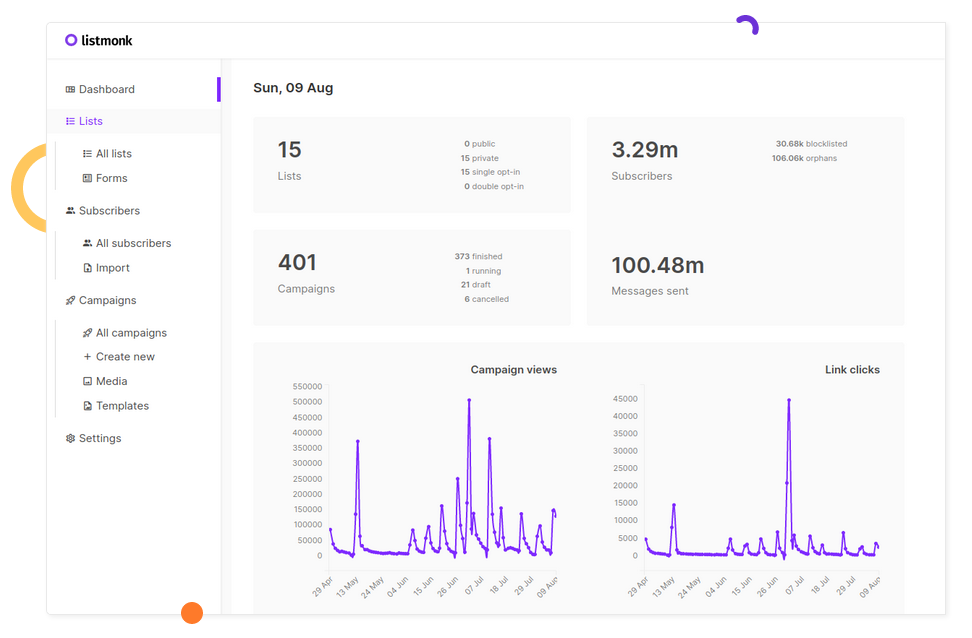 listmonk
Dashboard
Lists
All lists
Forms
Subscribers
All subscribers
Import
Campaigns
All campaigns
Create new
Media
Templates
Settings
Sun, 09 Aug
15
Lists
0 public
15 private
15 single opt-in
0 double opt-in
3.29m
Subscribers
30.68k blocklisted
106.06k orphans
401
Campaigns
373 finished
1 running
21 draft
6 cancelled
100.48m
Messages sent
Campaign views
550000
500000
450000
400000
350000
300000
250000
200000
150000
100000
50000
0
29 Apr
13 May
24 May
04 Jun
15 Jun
26 Jun
07 Jul
18 Jul
29 Jul
09 Aug
Link clicks
45000
40000
35000
30000
25000
20000
15000
10000
5000
0
29 Apr
13 May
24 May
04 Jun
15 Jun
26 Jun
07 Jul
18 Jul
29 Jul
09 Aug